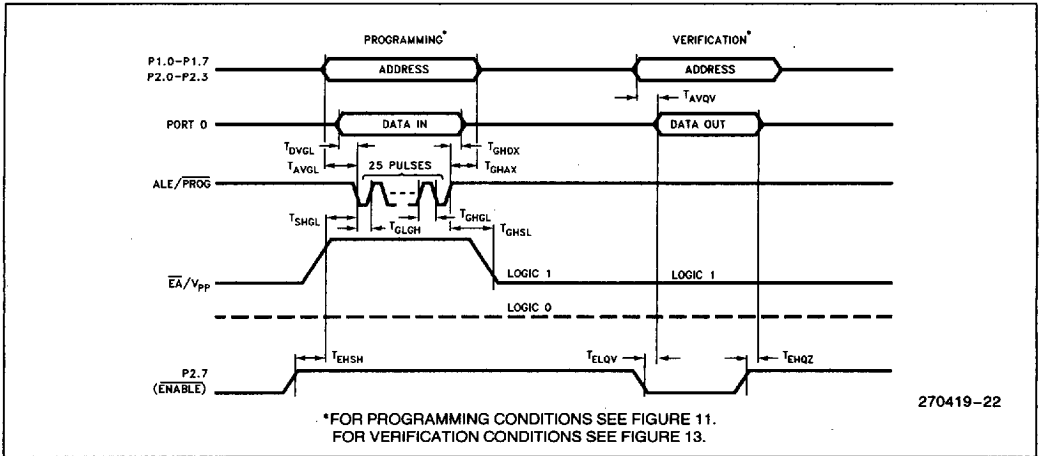 PROGRAMMING* VERIFICATION*
P1.0–P1.7
P2.0–P2.3
ADDRESS ADDRESS
TAVQV
PORT 0 DATA IN DATA OUT
TDVGL TGHDX
TAVGL 25 PULSES TGHAX
ALE/PROG
TSHGL TGLGH TGHGL TGHSL
EA/VPP LOGIC 1 LOGIC 1
LOGIC 0
TEHSH TELQV TEHQZ
P2.7
(ENABLE)
270419–22
*FOR PROGRAMMING CONDITIONS SEE FIGURE 11.
FOR VERIFICATION CONDITIONS SEE FIGURE 13.